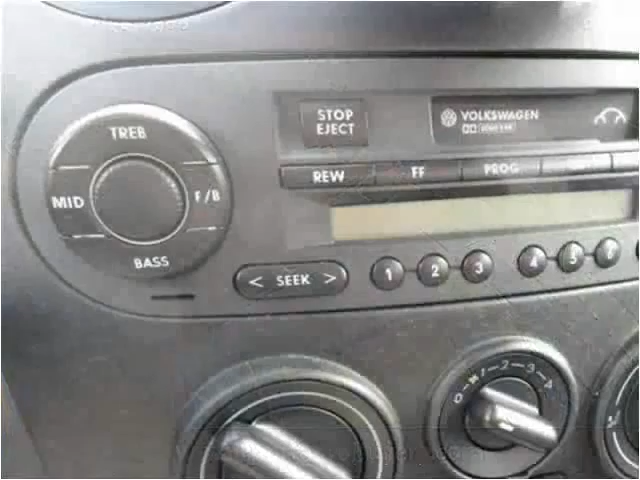 TREB
MID
F/B
BASS
STOP
EJECT
VOLKSWAGEN
REW
FF
PROG
< SEEK >
1 2 3 4 5
0 1 2 3 4